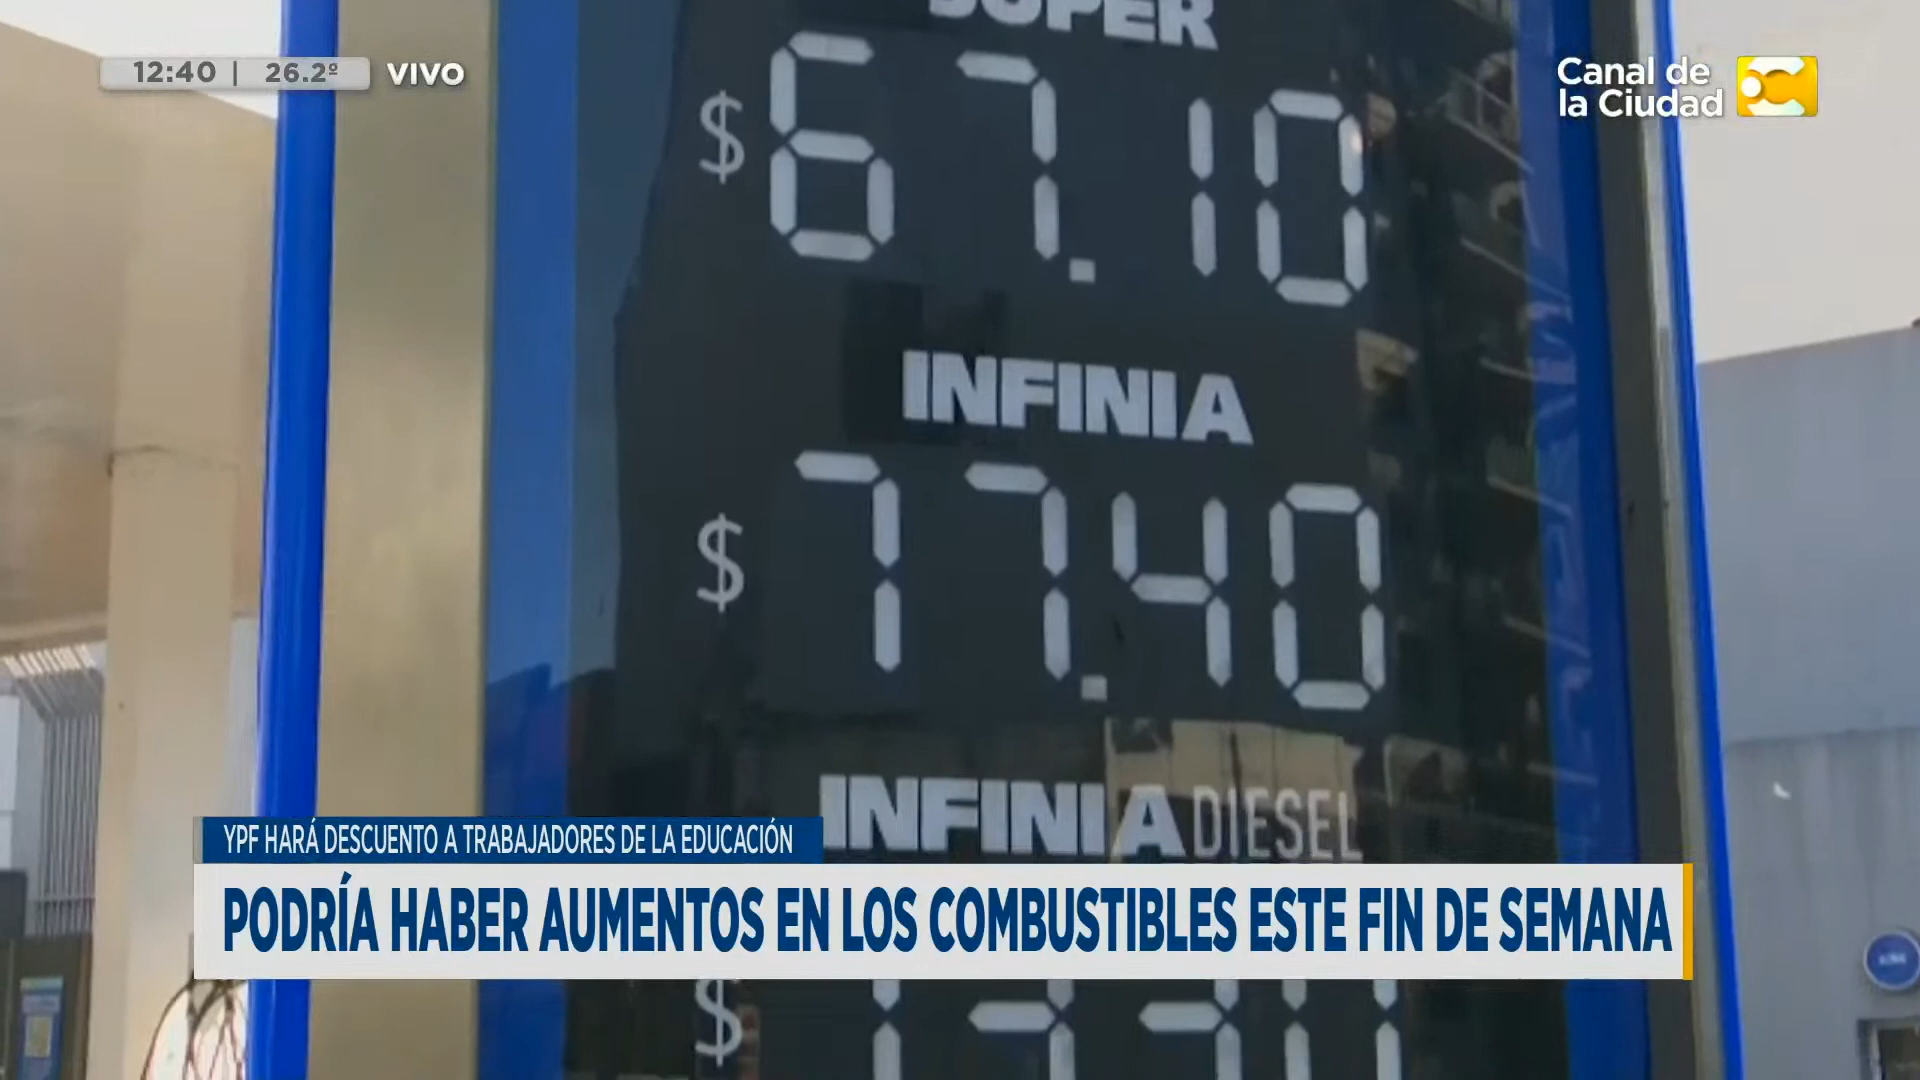 12:40 | 26.2º VIVO
Canal de
la Ciudad
SUPER
$ 67.10
INFINIA
$ 77.40
INFINIA DIESEL
YPF HARÁ DESCUENTO A TRABAJADORES DE LA EDUCACIÓN
PODRÍA HABER AUMENTOS EN LOS COMBUSTIBLES ESTE FIN DE SEMANA
$